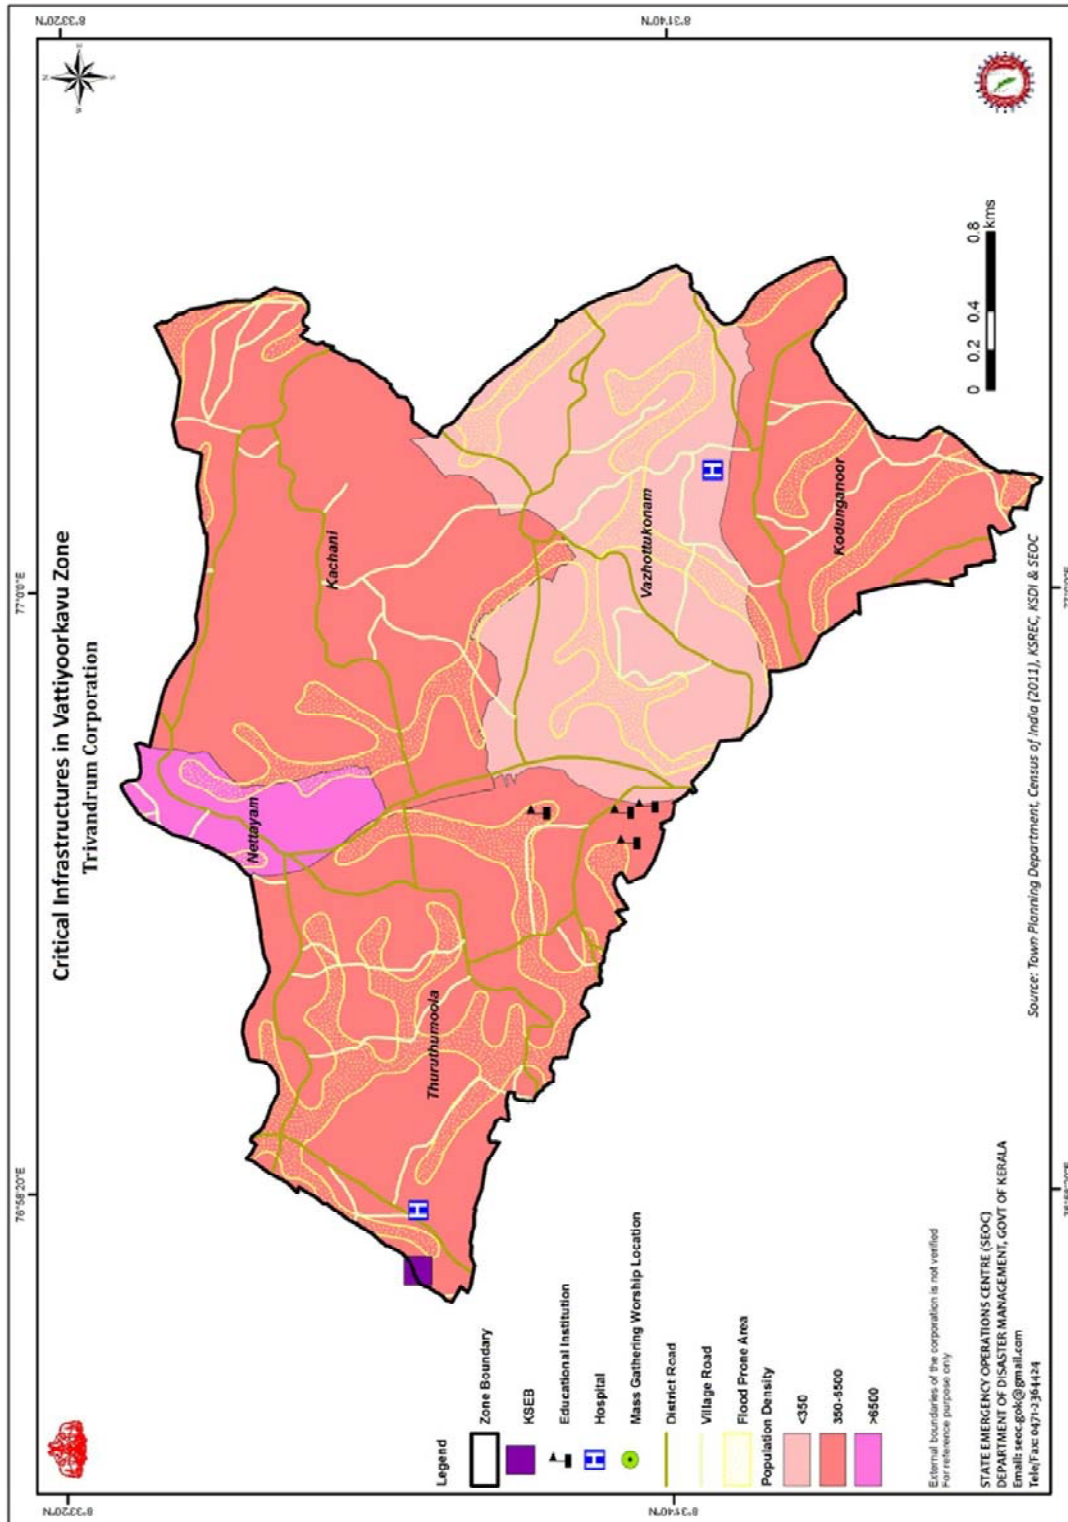 Critical Infrastructures in Vattiyoorkavu Zone
Trivandrum Corporation
76°58'20"E
77°0'0"E
8°33'20"N
8°33'20"N
8°31'40"N
8°31'40"N
N
S
Nettayam
Kachani
Thuruthumoola
Vazhottukonam
Kodunganoor
H
H
0 0.2 0.4 0.8
kms
Legend
Zone Boundary
KSEB
Educational Institution
H Hospital
Mass Gathering Worship Location
District Road
Village Road
Flood Prone Area
Population Density
<350
350-6500
>6500
External boundaries of the corporation is not verified
For reference purpose only
STATE EMERGENCY OPERATIONS CENTRE (SEOC)
DEPARTMENT OF DISASTER MANAGEMENT, GOVT OF KERALA
Email: seoc.gok@gmail.com
Tele/Fax: 0471-2364424
Source: Town Planning Department, Census of India (2011), KSREC, KSDI & SEOC